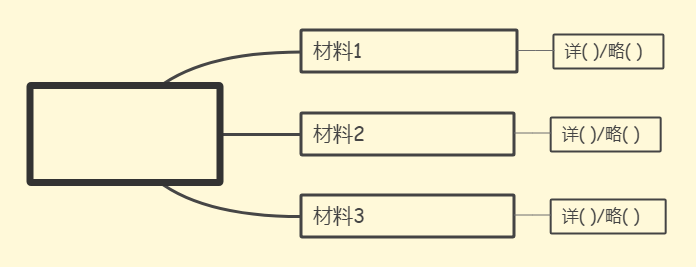 材料1
详( )/略( )
材料2
详( )/略( )
材料3
详( )/略( )